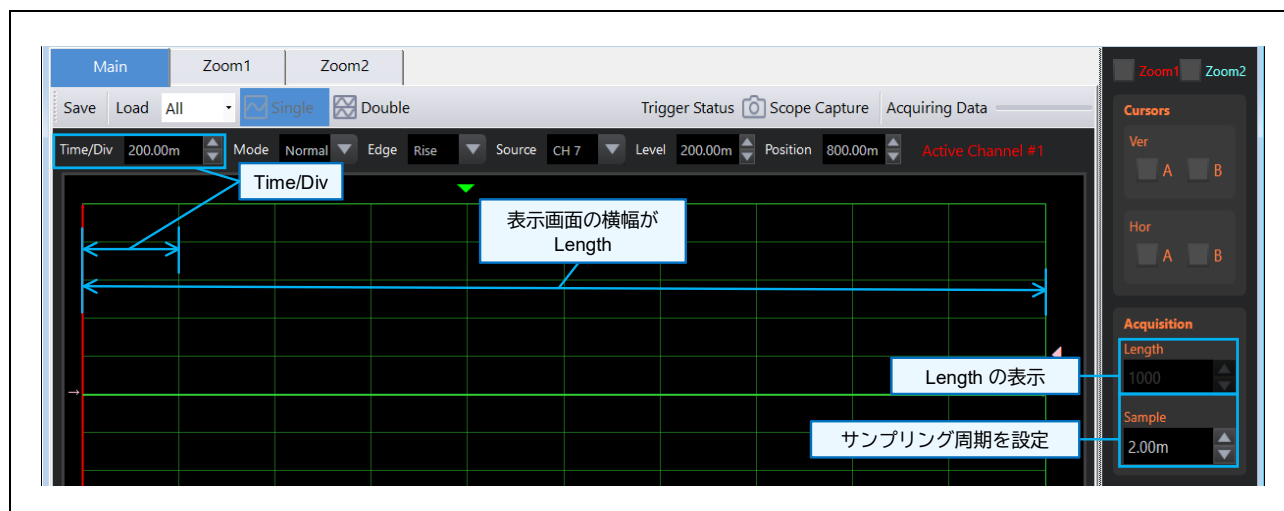 Main Zoom1 Zoom2
Zoom1 Zoom2
Save Load All Single Double Trigger Status Scope Capture Acquiring Data
Cursors
Time/Div 200.00m Mode Normal Edge Rise Source CH 7 Level 200.00m Position 800.00m Active Channel #1
Ver
A B
Time/Div
表示画面の横幅が
Length
Hor
A B
Acquisition
Length
Length の表示
1000
Sample
サンプリング周期を設定
2.00m